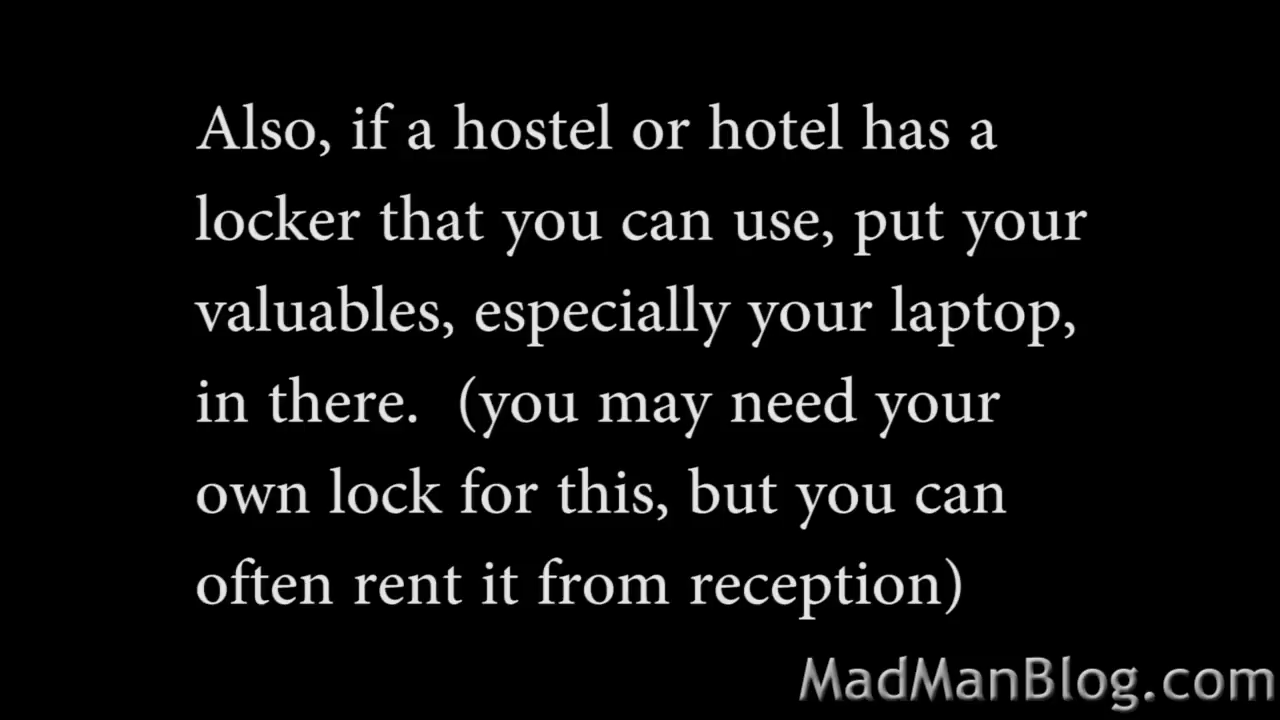 Also, if a hostel or hotel has a
locker that you can use, put your
valuables, especially your laptop,
in there.  (you may need your
own lock for this, but you can
often rent it from reception)
MadManBlog.com